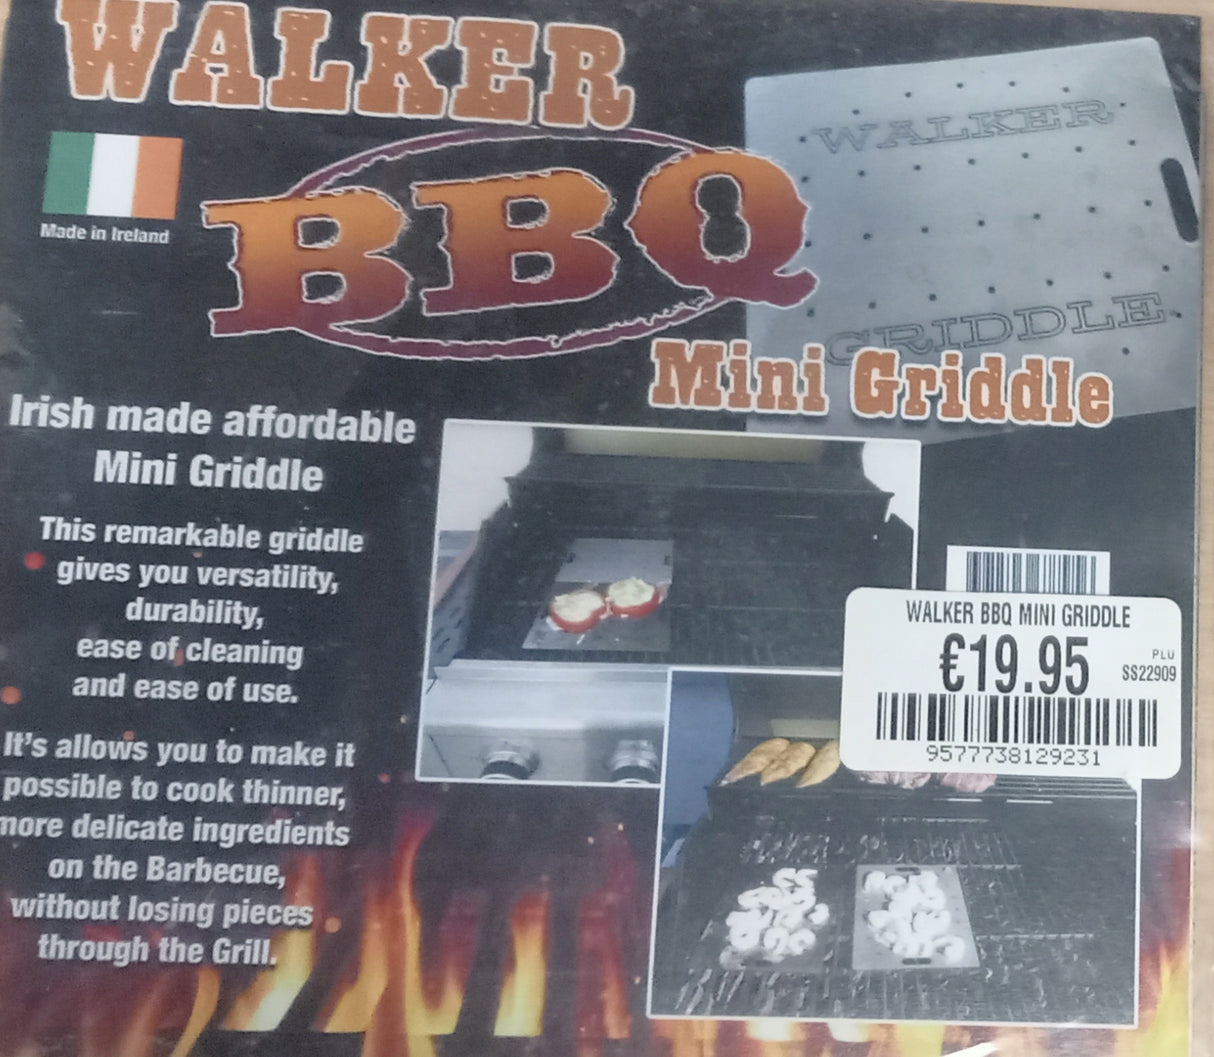 WALKER
BBQ
Mini Griddle
Made in Ireland
WALKER
GRIDDLE
Irish made affordable
Mini Griddle
This remarkable griddle
gives you versatility,
durability,
ease of cleaning
and ease of use.
It's allows you to make it
possible to cook thinner,
more delicate ingredients
on the Barbecue,
without losing pieces
through the Grill.
WALKER BBQ MINI GRIDDLE
€19.95
PLU
SS22909
9577738129231